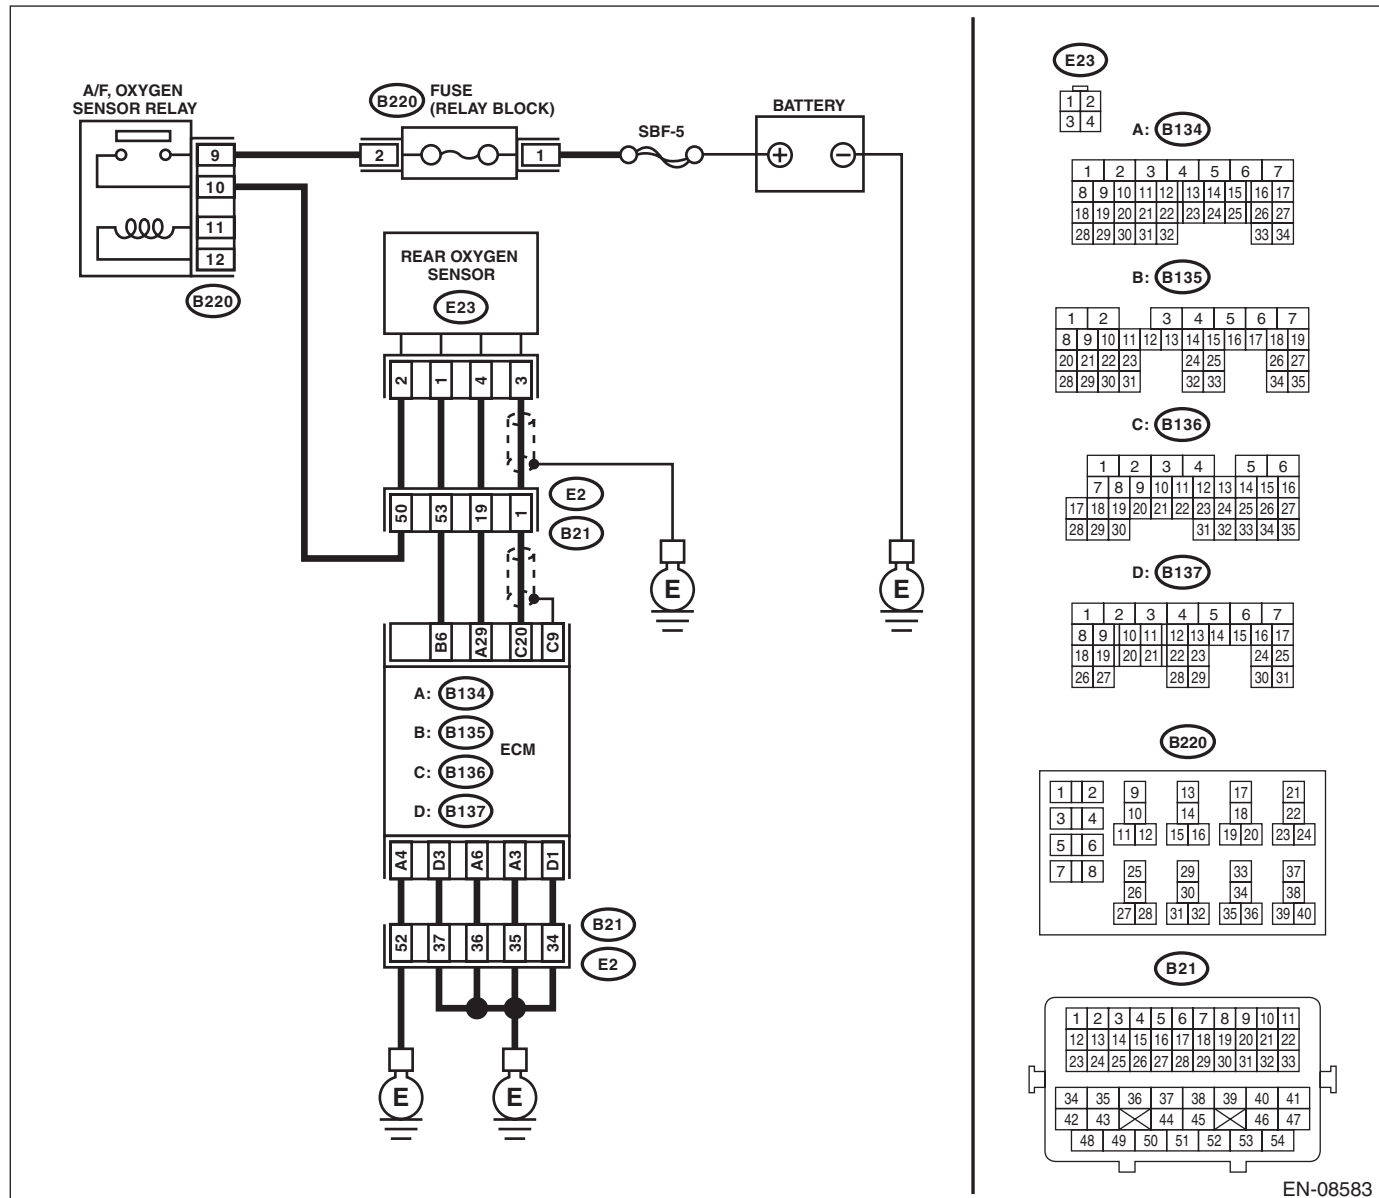 A/F, OXYGEN
SENSOR RELAY
9
10
11
12
B220
B220
FUSE
(RELAY BLOCK)
2
1
SBF-5
BATTERY
+
−
REAR OXYGEN
SENSOR
E23
2 1 4 3
50 53 19 1
E2
B21
E
E
B6 A29 C20 C9
A: B134
B: B135
C: B136
D: B137
ECM
A4 D3 A6 A3 D1
52 37 36 35 34
B21
E2
E
E
E23
1 2
3 4
A: B134
1 2 3 4 5 6 7
8 9 10 11 12 13 14 15 16 17
18 19 20 21 22 23 24 25 26 27
28 29 30 31 32 33 34
B: B135
1 2 3 4 5 6 7
8 9 10 11 12 13 14 15 16 17 18 19
20 21 22 23 24 25 26 27
28 29 30 31 32 33 34 35
C: B136
1 2 3 4 5 6
7 8 9 10 11 12 13 14 15 16
17 18 19 20 21 22 23 24 25 26 27
28 29 30 31 32 33 34 35
D: B137
1 2 3 4 5 6 7
8 9 10 11 12 13 14 15 16 17
18 19 20 21 22 23 24 25
26 27 28 29 30 31
B220
1 2 9 13 17 21
3 4 10 14 18 22
11 12 15 16 19 20 23 24
5 6
7 8 25 29 33 37
26 30 34 38
27 28 31 32 35 36 39 40
B21
1 2 3 4 5 6 7 8 9 10 11
12 13 14 15 16 17 18 19 20 21 22
23 24 25 26 27 28 29 30 31 32 33
34 35 36 37 38 39 40 41
42 43 44 45 46 47
48 49 50 51 52 53 54
EN-08583